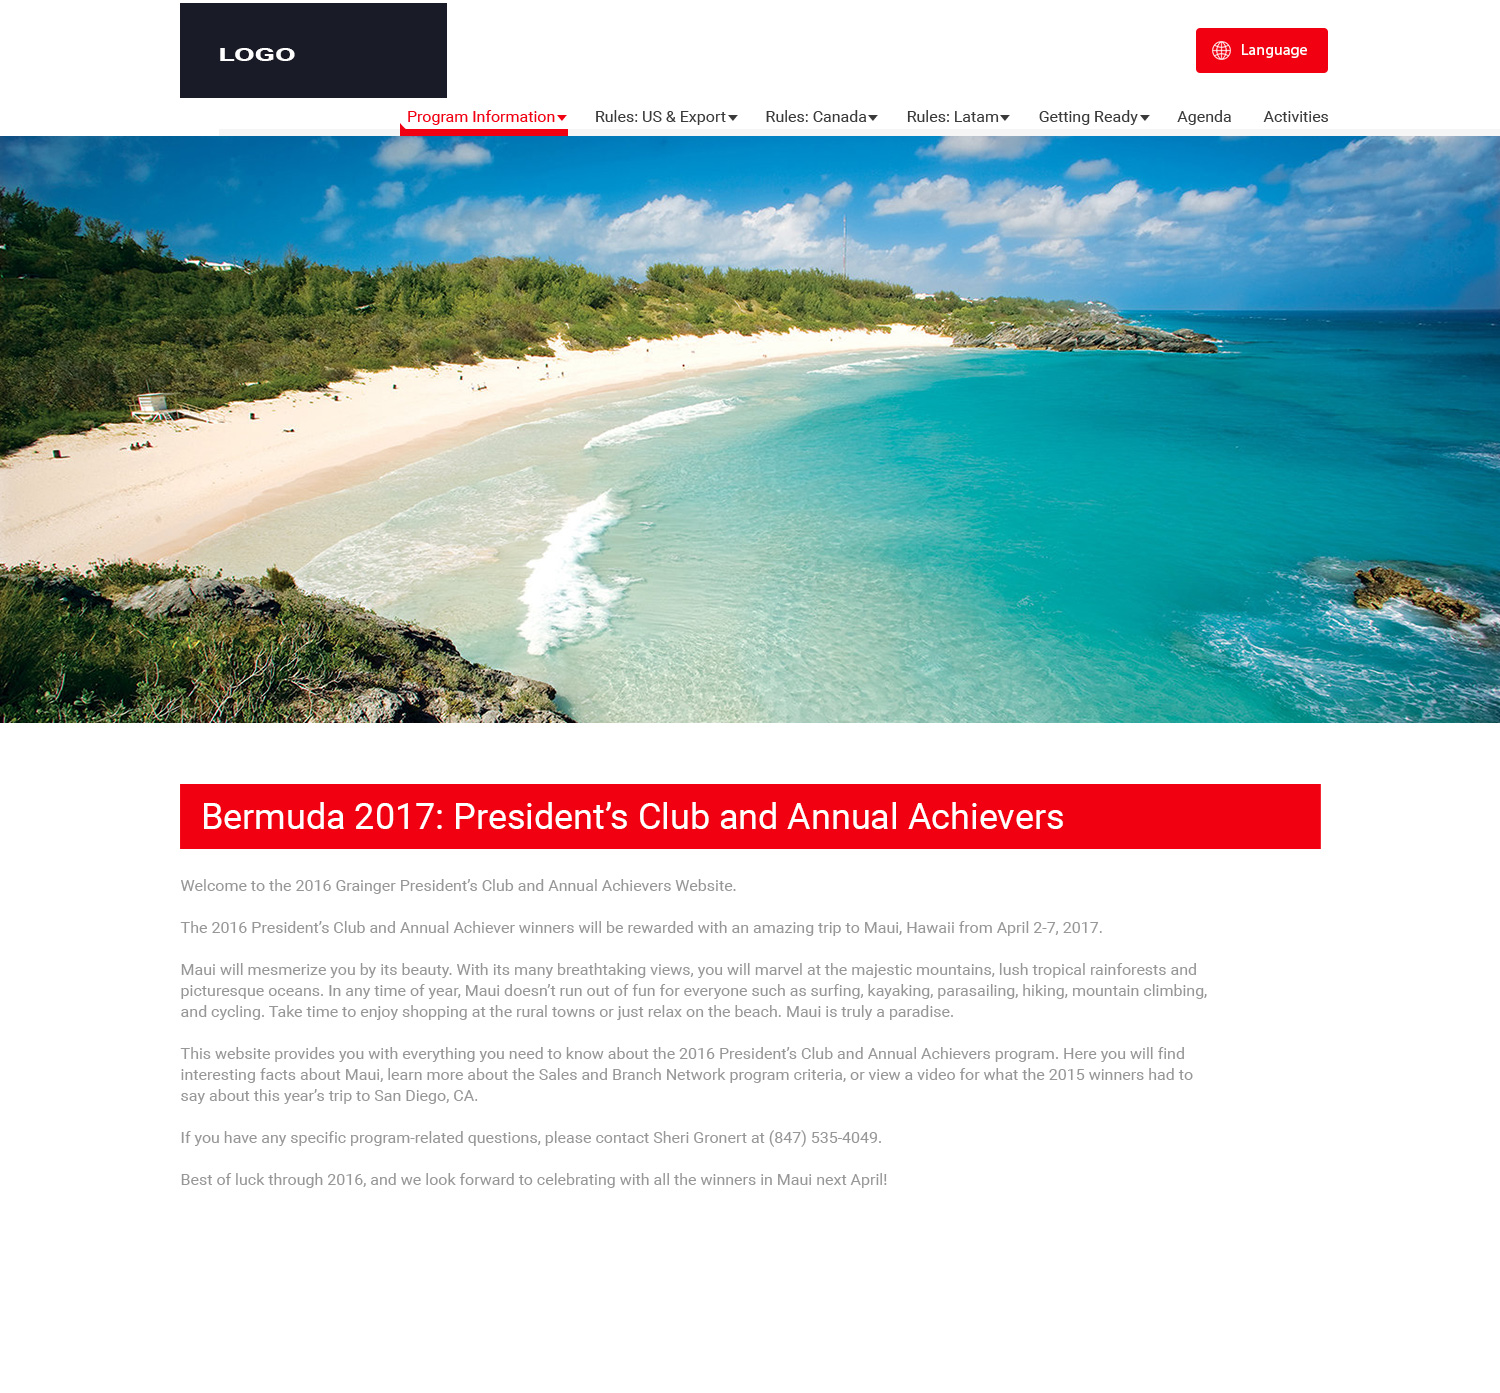 LOGO
Language
Program Information
Rules: US & Export
Rules: Canada
Rules: Latam
Getting Ready
Agenda
Activities
Bermuda 2017: President’s Club and Annual Achievers
Welcome to the 2016 Grainger President’s Club and Annual Achievers Website.
The 2016 President’s Club and Annual Achiever winners will be rewarded with an amazing trip to Maui, Hawaii from April 2-7, 2017.
Maui will mesmerize you by its beauty. With its many breathtaking views, you will marvel at the majestic mountains, lush tropical rainforests and
picturesque oceans. In any time of year, Maui doesn’t run out of fun for everyone such as surfing, kayaking, parasailing, hiking, mountain climbing,
and cycling. Take time to enjoy shopping at the rural towns or just relax on the beach. Maui is truly a paradise.
This website provides you with everything you need to know about the 2016 President’s Club and Annual Achievers program. Here you will find
interesting facts about Maui, learn more about the Sales and Branch Network program criteria, or view a video for what the 2015 winners had to
say about this year’s trip to San Diego, CA.
If you have any specific program-related questions, please contact Sheri Gronert at (847) 535-4049.
Best of luck through 2016, and we look forward to celebrating with all the winners in Maui next April!